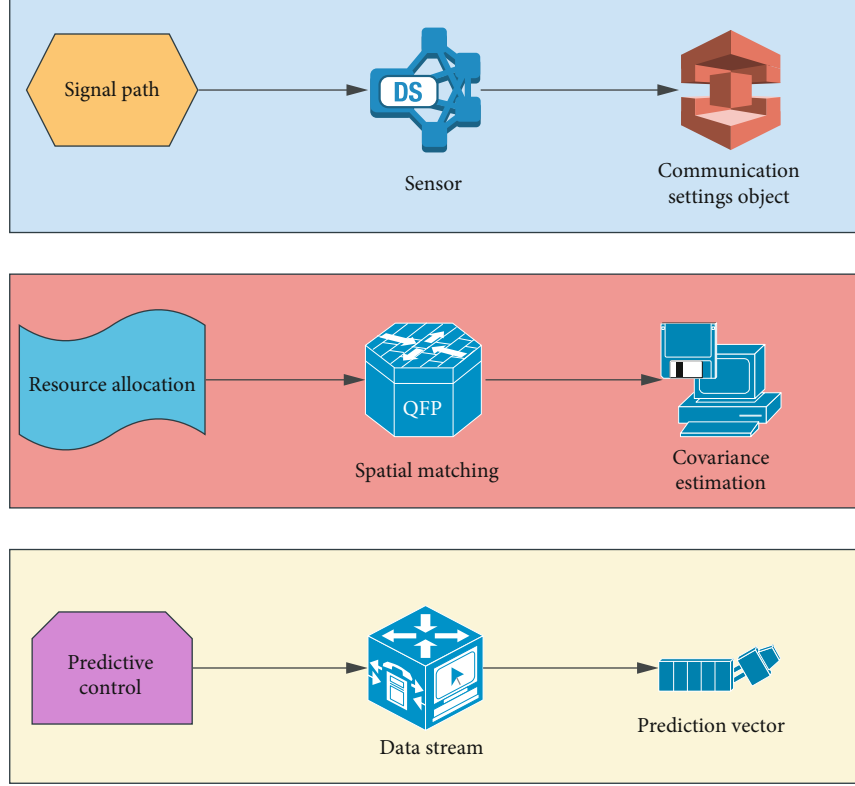 Signal path
DS
Sensor
Communication
settings object
Resource allocation
QFP
Spatial matching
Covariance
estimation
Predictive
control
Data stream
Prediction vector